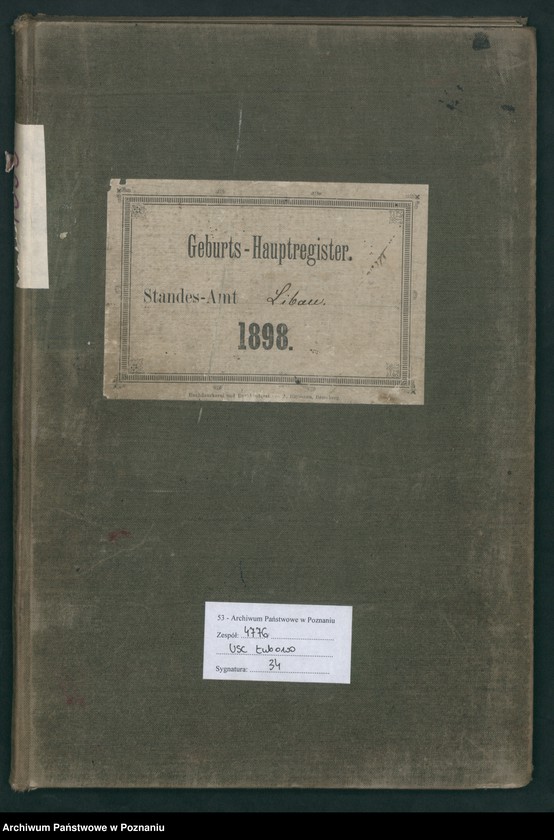 Geburts-Hauptregister.
Standes-Amt Libau.
1898.
53 - Archiwum Państwowe w Poznaniu
Zespół: 4776
USC Łubowo
Sygnatura: 34
Archiwum Państwowe w Poznaniu